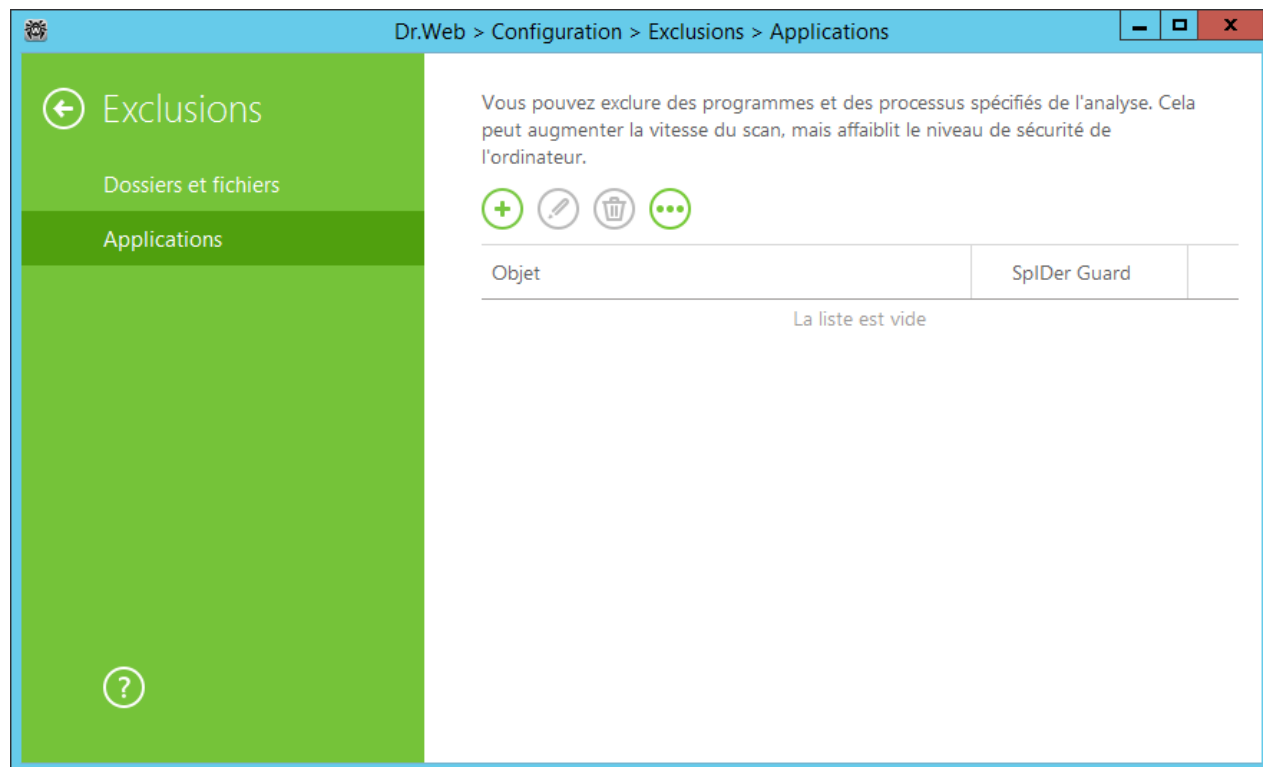 Dr.Web > Configuration > Exclusions > Applications
Exclusions
Dossiers et fichiers
Applications
Vous pouvez exclure des programmes et des processus spécifiés de l'analyse. Cela
peut augmenter la vitesse du scan, mais affaiblit le niveau de sécurité de
l'ordinateur.
Objet
SpIDer Guard
La liste est vide
?